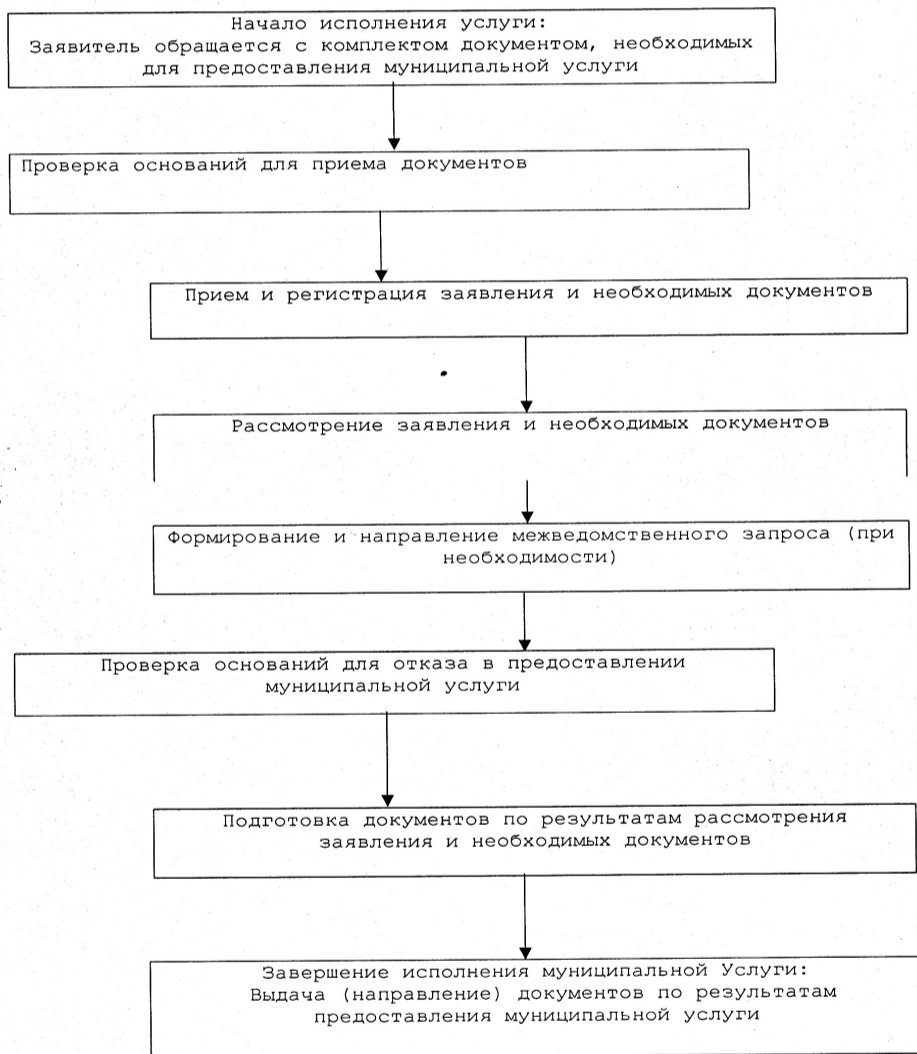 Начало исполнения услуги:
Заявитель обращается с комплектом документом, необходимых
для предоставления муниципальной услуги
Проверка оснований для приема документов
Прием и регистрация заявления и необходимых документов
Рассмотрение заявления и необходимых документов
Формирование и направление межведомственного запроса (при
необходимости)
Проверка оснований для отказа в предоставлении
муниципальной услуги
Подготовка документов по результатам рассмотрения
заявления и необходимых документов
Завершение исполнения муниципальной Услуги:
Выдача (направление) документов по результатам
предоставления муниципальной услуги